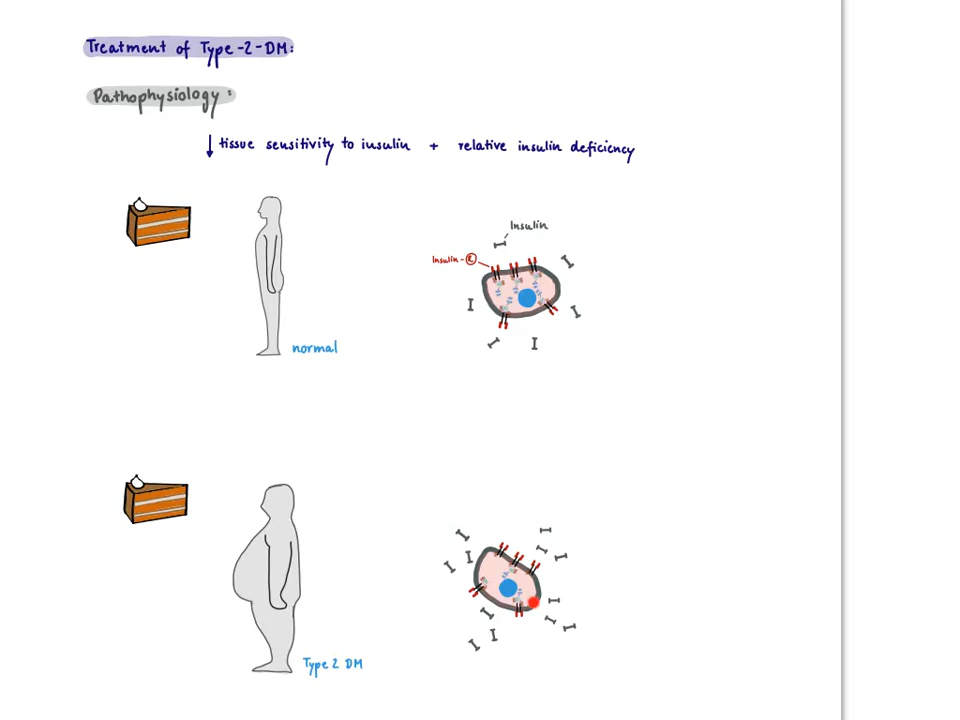 Treatment of Type-2-DM:
Pathophysiology:
↓ tissue sensitivity to insulin + relative insulin deficiency
Insulin
Insulin-R
normal
Type 2 DM